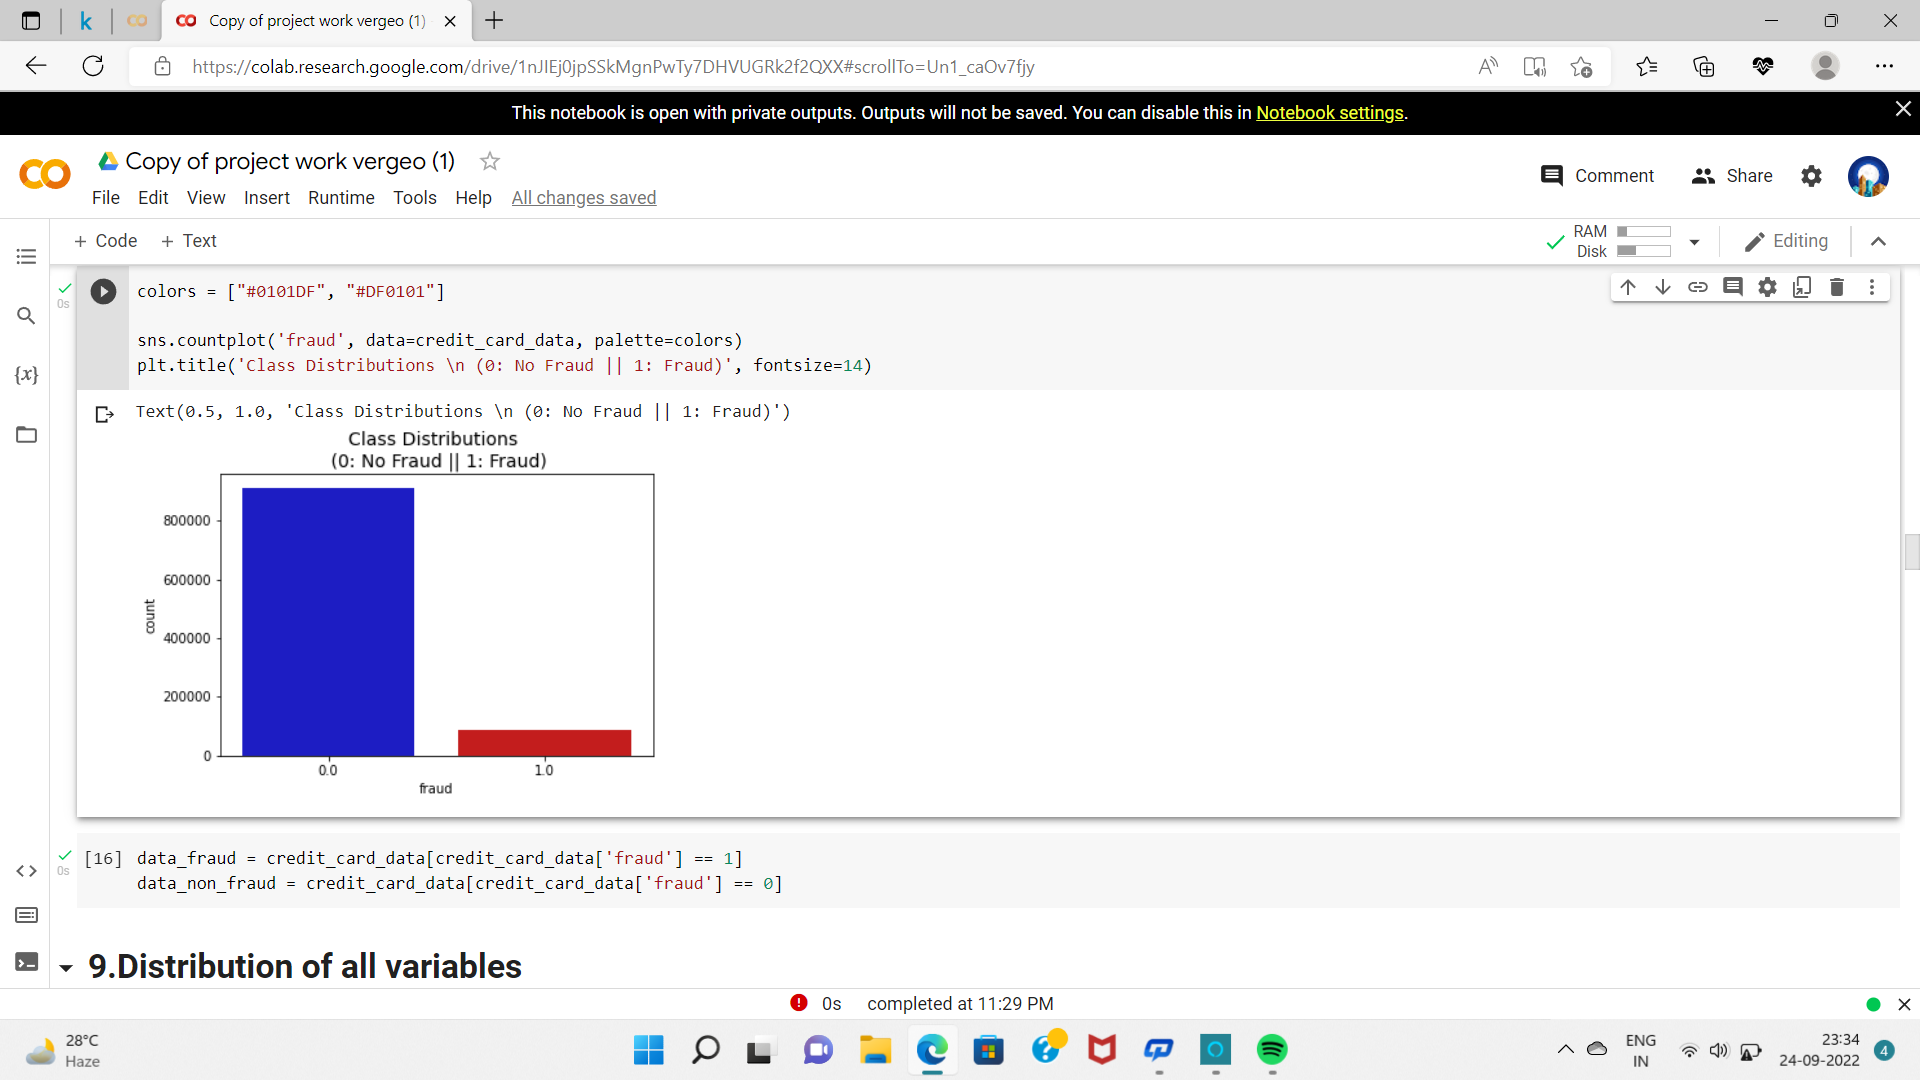 Copy of project work vergeo (1)
https://colab.research.google.com/drive/1nJIEj0jpSSkMgnPwTy7DHVUGRk2f2QXX#scrollTo=Un1_caOv7fjy
This notebook is open with private outputs. Outputs will not be saved. You can disable this in Notebook settings.
Copy of project work vergeo (1)
Comment
Share
File Edit View Insert Runtime Tools Help All changes saved
+ Code + Text
RAM
Disk
Editing
0s
colors = ["#0101DF", "#DF0101"]
sns.countplot('fraud', data=credit_card_data, palette=colors)
plt.title('Class Distributions \n (0: No Fraud || 1: Fraud)', fontsize=14)
Text(0.5, 1.0, 'Class Distributions \n (0: No Fraud || 1: Fraud)')
Class Distributions
(0: No Fraud || 1: Fraud)
800000
600000
400000
200000
0
count
0.0 1.0
fraud
0s
[16] data_fraud = credit_card_data[credit_card_data['fraud'] == 1]
data_non_fraud = credit_card_data[credit_card_data['fraud'] == 0]
9.Distribution of all variables
0s completed at 11:29 PM
28°C
Haze
ENG
IN
23:34
24-09-2022
4